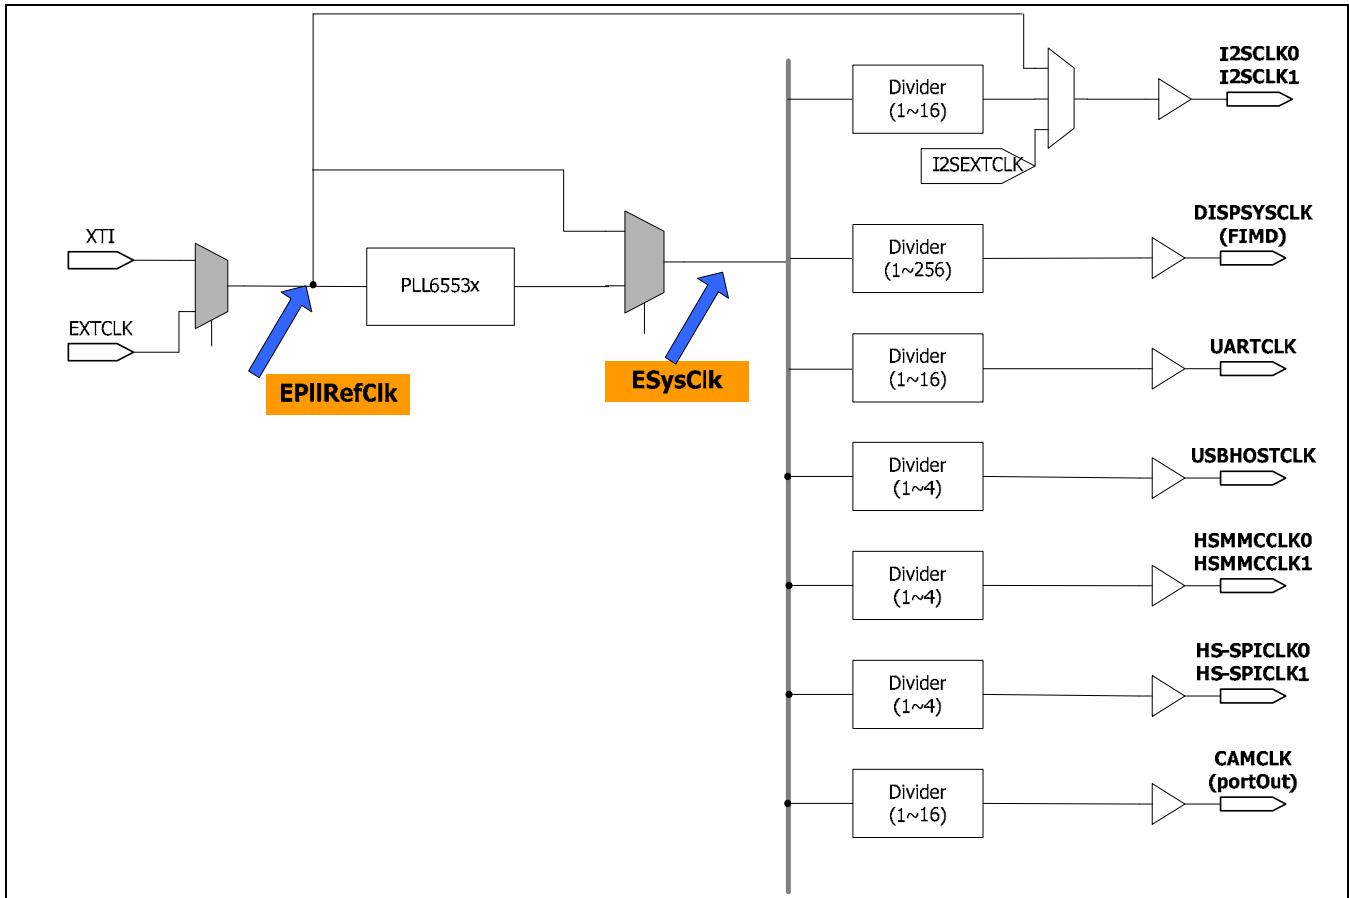 I2SCLK0
I2SCLK1
Divider
(1~16)
I2SEXTCLK
DISPSYSCLK
(FIMD)
XTI
Divider
(1~256)
PLL6553x
EXTCLK
EPllRefClk
ESysClk
UARTCLK
Divider
(1~16)
USBHOSTCLK
Divider
(1~4)
HSMMCCLK0
HSMMCCLK1
Divider
(1~4)
HS-SPICLK0
HS-SPICLK1
Divider
(1~4)
CAMCLK
(portOut)
Divider
(1~16)